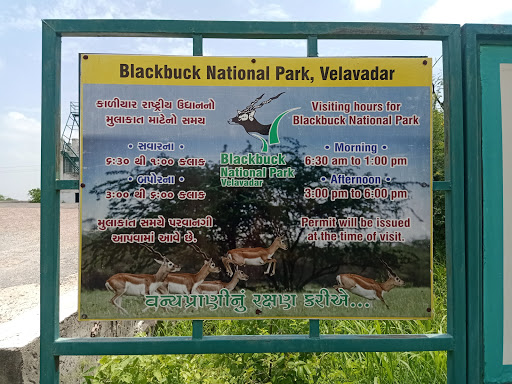 Blackbuck National Park, Velavadar
કાળીયાર રાષ્ટ્રીય ઉદ્યાનનો
મુલાકાત માટેનો સમય
• સવારના •
૬:૩૦ થી ૧:૦૦ કલાક
• બપોરના •
૩:૦૦ થી ૬:૦૦ કલાક
મુલાકાત સમયે પરવાનગી
આપવામાં આવે છે.
Blackbuck
National Park
Velavadar
Visiting hours for
Blackbuck National Park
• Morning •
6:30 am to 1:00 pm
• Afternoon •
3:00 pm to 6:00 pm
Permit will be issued
at the time of visit.
વન્યપ્રાણીનું રક્ષણ કરીએ...